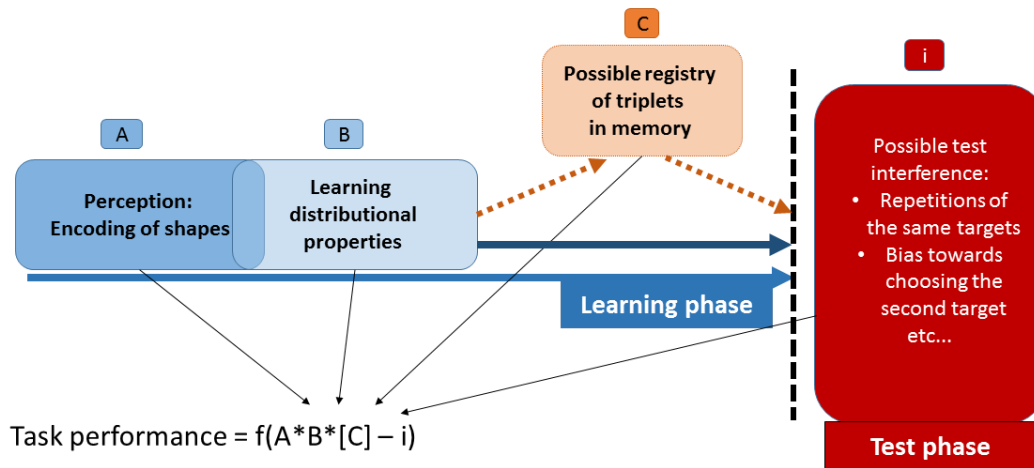 C
Possible registry
of triplets
in memory
i
A
B
Perception:
Encoding of shapes
Learning
distributional
properties
Possible test
interference:
• Repetitions of
the same targets
• Bias towards
choosing the
second target
etc...
Learning phase
Task performance = f(A*B*[C] – i)
Test phase